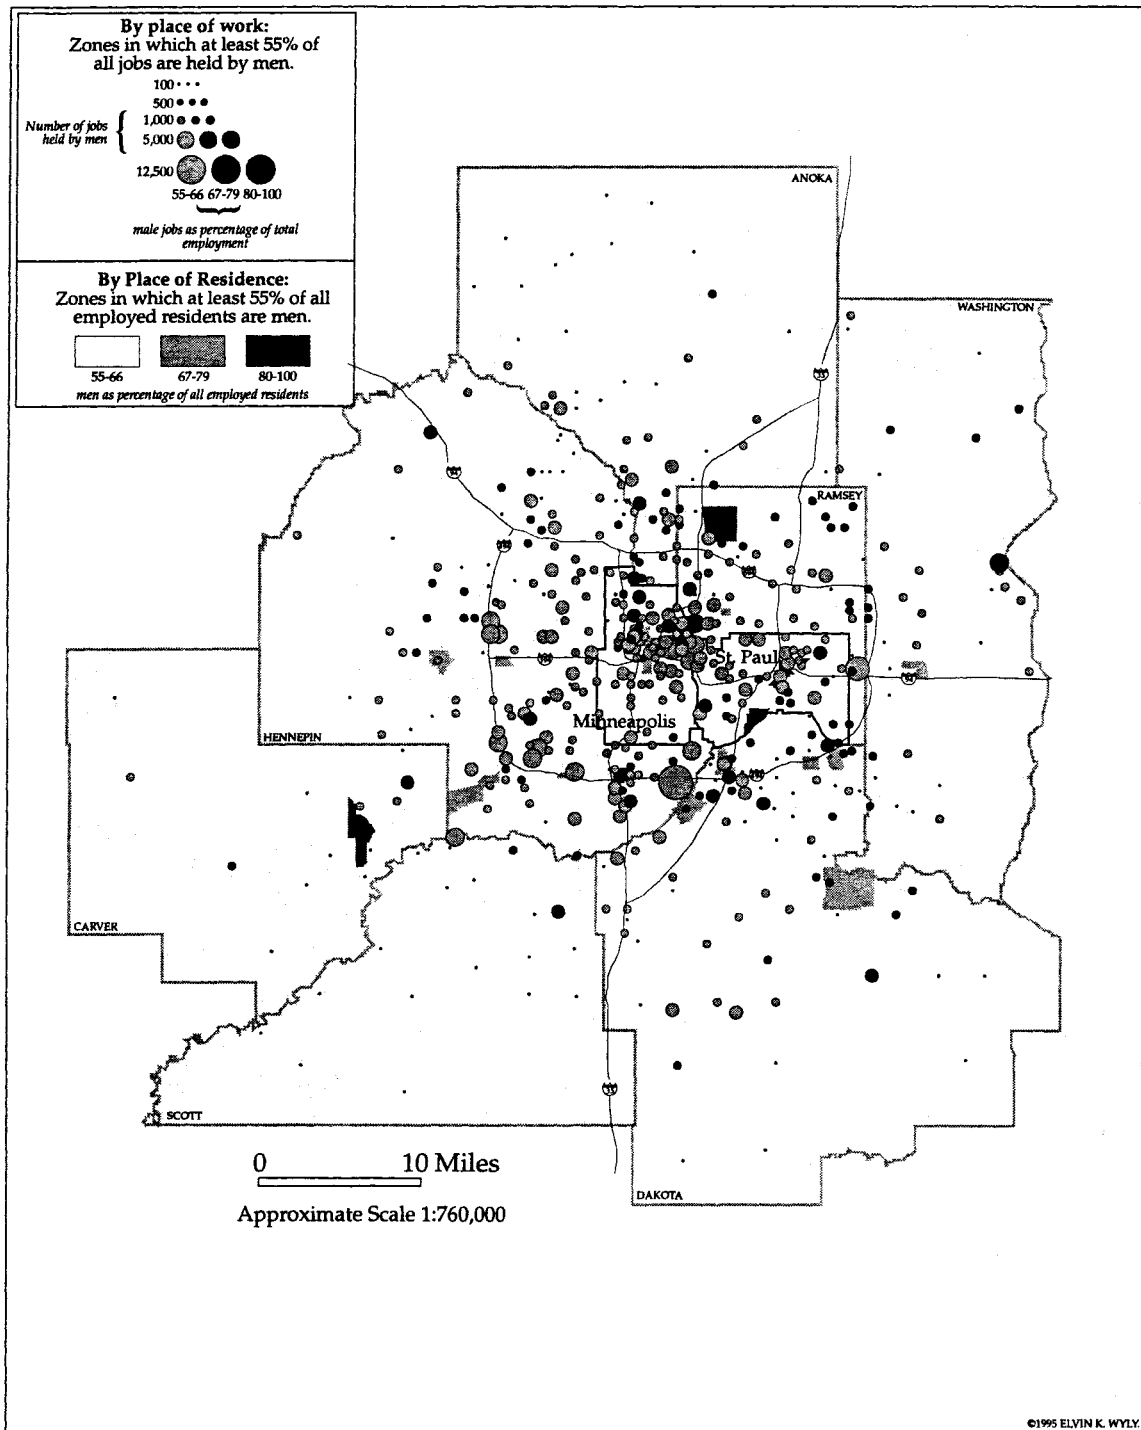 By place of work:
Zones in which at least 55% of
all jobs are held by men.
100
500
1,000
Number of jobs
held by men
5,000
12,500
55-66 67-79 80-100
male jobs as percentage of total
employment
By Place of Residence:
Zones in which at least 55% of all
employed residents are men.
55-66 67-79 80-100
men as percentage of all employed residents
ANOKA
WASHINGTON
35
94
RAMSEY
St. Paul
Minneapolis
HENNEPIN
CARVER
35
SCOTT
0 10 Miles
DAKOTA
Approximate Scale 1:760,000
©1995 ELVIN K. WYLY.